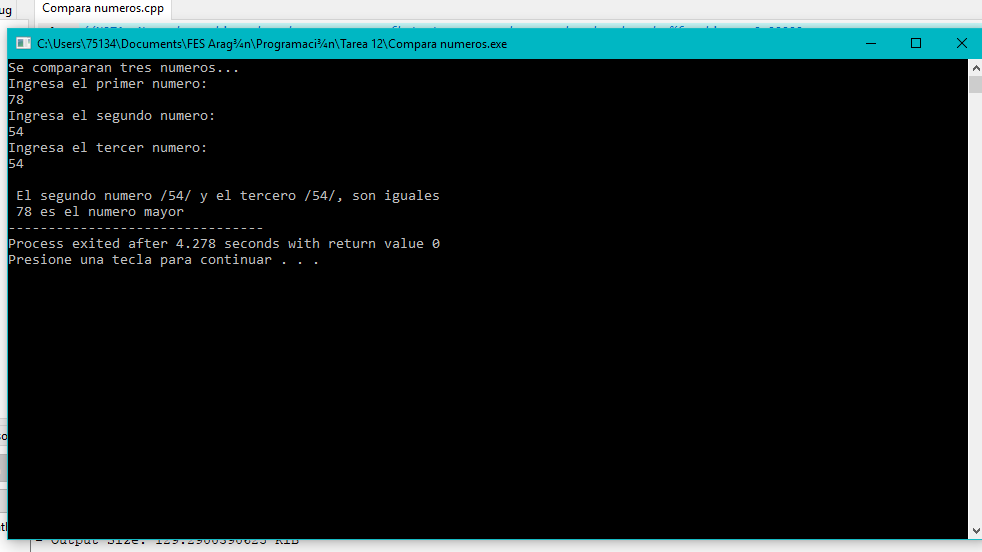 ug
Compara numeros.cpp
C:\Users\75134\Documents\FES Arag¾n\Programaci¾n\Tarea 12\Compara numeros.exe
Se compararan tres numeros...
Ingresa el primer numero:
78
Ingresa el segundo numero:
54
Ingresa el tercer numero:
54
El segundo numero /54/ y el tercero /54/, son iguales
78 es el numero mayor
--------------------------------
Process exited after 4.278 seconds with return value 0
Presione una tecla para continuar . . .
so
- Output Size: 129.2900390625 KiB